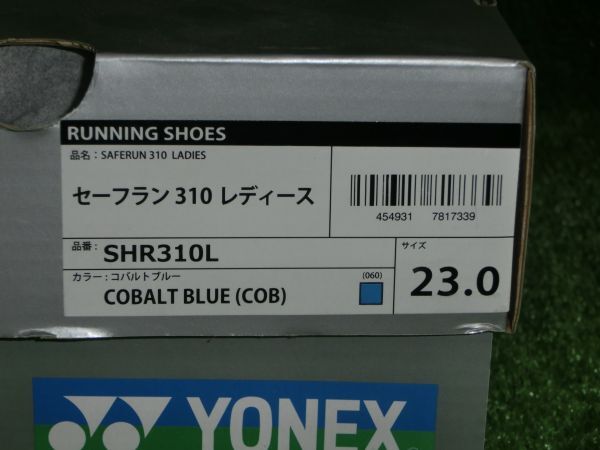 RUNNING SHOES
品名：SAFERUN 310 LADIES
セーフラン 310 レディース
454931 7817339
品番： SHR310L
カラー：コバルトブルー
COBALT BLUE (COB)
(060)
サイズ
23.0
YONEX